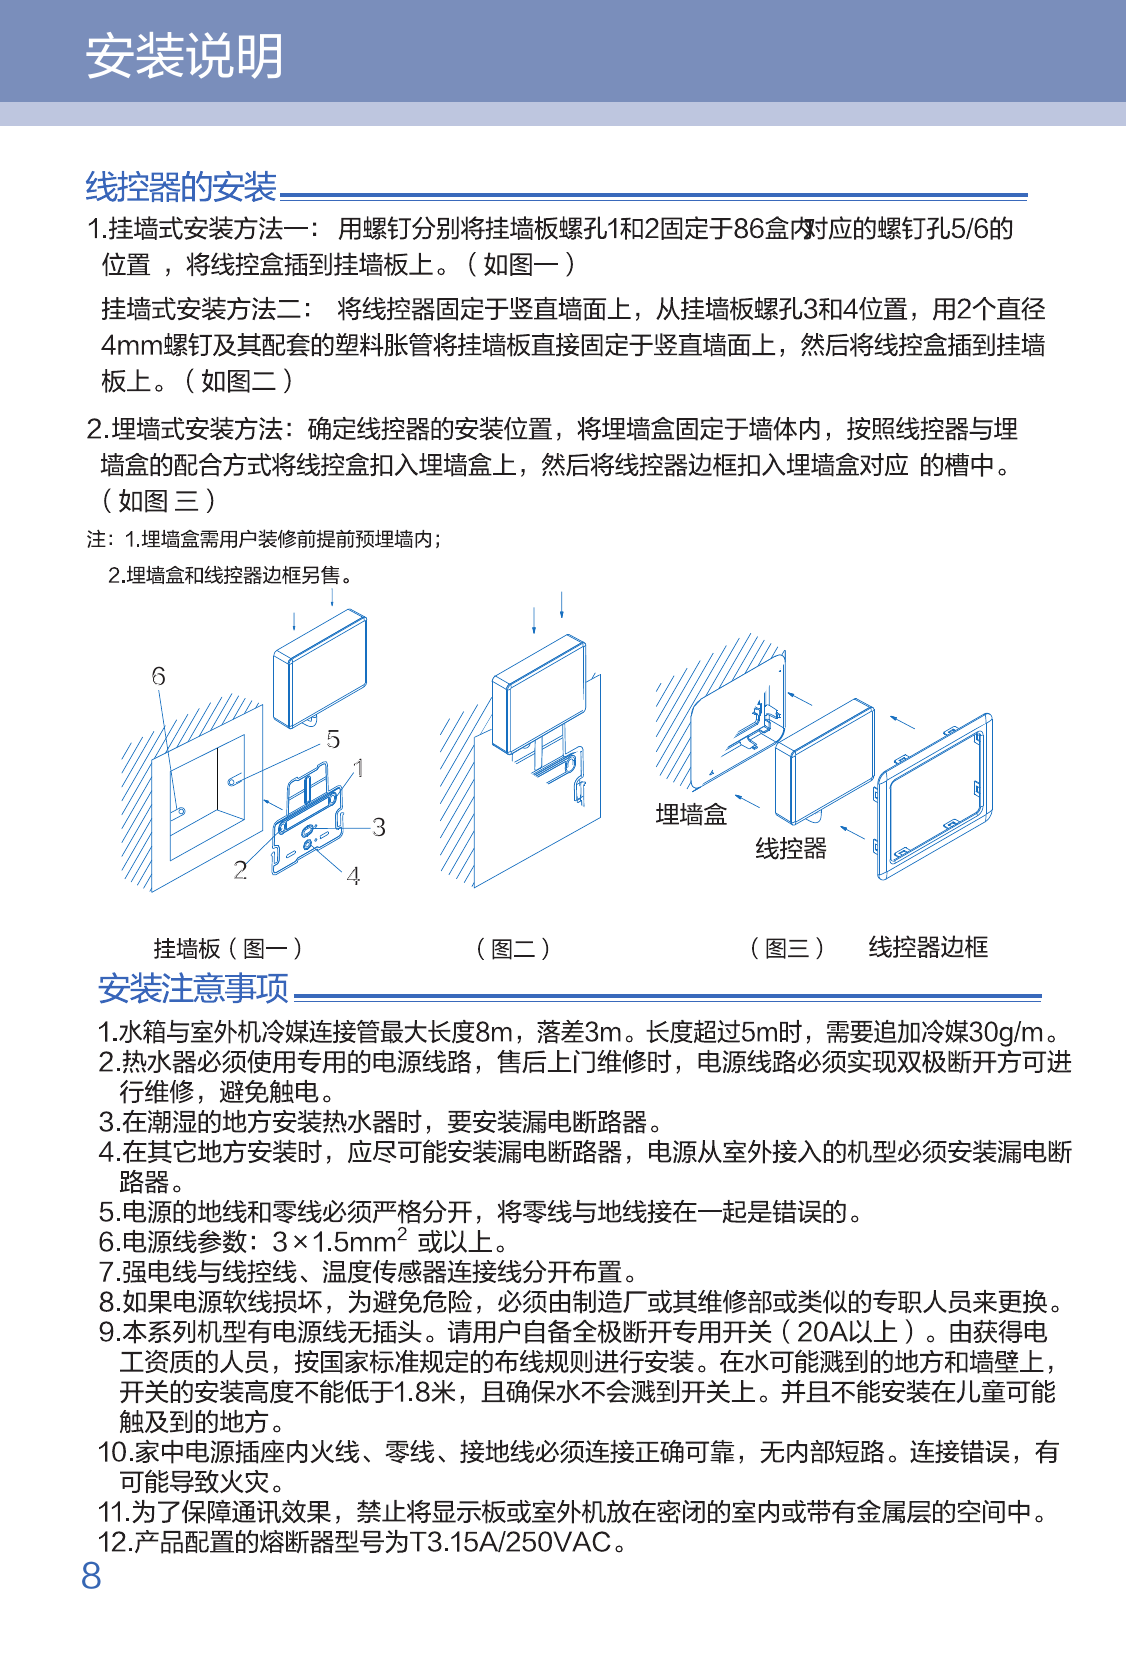 安装说明
线控器的安装
1.挂墙式安装方法一： 用螺钉分别将挂墙板螺孔1和2固定于86盒内对应的螺钉孔5/6的
位置 ，将线控盒插到挂墙板上。（如图一）
挂墙式安装方法二： 将线控器固定于竖直墙面上，从挂墙板螺孔3和4位置，用2个直径
4mm螺钉及其配套的塑料胀管将挂墙板直接固定于竖直墙面上，然后将线控盒插到挂墙
板上。（如图二）
2.埋墙式安装方法：确定线控器的安装位置，将埋墙盒固定于墙体内，按照线控器与埋
墙盒的配合方式将线控盒扣入埋墙盒上，然后将线控器边框扣入埋墙盒对应 的槽中。
（如图 三）
注：1.埋墙盒需用户装修前提前预埋墙内；
2.埋墙盒和线控器边框另售。
6
5
1
3
2
4
埋墙盒
线控器
挂墙板（图一） （图二） （图三） 线控器边框
安装注意事项
1.水箱与室外机冷媒连接管最大长度8m，落差3m。长度超过5m时，需要追加冷媒30g/m。
2.热水器必须使用专用的电源线路，售后上门维修时，电源线路必须实现双极断开方可进
行维修，避免触电。
3.在潮湿的地方安装热水器时，要安装漏电断路器。
4.在其它地方安装时，应尽可能安装漏电断路器，电源从室外接入的机型必须安装漏电断
路器。
5.电源的地线和零线必须严格分开，将零线与地线接在一起是错误的。
6.电源线参数：3×1.5mm² 或以上。
7.强电线与线控线、温度传感器连接线分开布置。
8.如果电源软线损坏，为避免危险，必须由制造厂或其维修部或类似的专职人员来更换。
9.本系列机型有电源线无插头。请用户自备全极断开专用开关（20A以上）。由获得电
工资质的人员，按国家标准规定的布线规则进行安装。在水可能溅到的地方和墙壁上，
开关的安装高度不能低于1.8米，且确保水不会溅到开关上。并且不能安装在儿童可能
触及到的地方。
10.家中电源插座内火线、零线、接地线必须连接正确可靠，无内部短路。连接错误，有
可能导致火灾。
11.为了保障通讯效果，禁止将显示板或室外机放在密闭的室内或带有金属层的空间中。
12.产品配置的熔断器型号为T3.15A/250VAC。
8